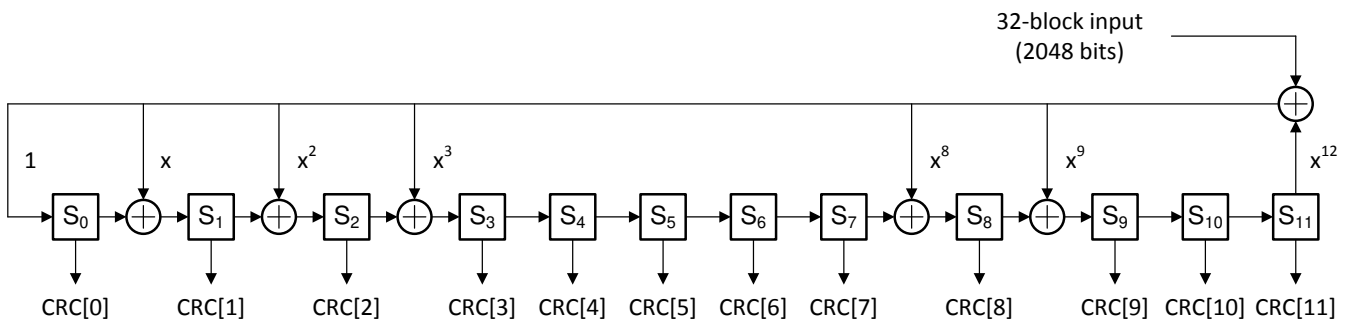 32-block input
(2048 bits)
1 x x² x³ x⁸ x⁹ x¹²
S₀ S₁ S₂ S₃ S₄ S₅ S₆ S₇ S₈ S₉ S₁₀ S₁₁
CRC[0] CRC[1] CRC[2] CRC[3] CRC[4] CRC[5] CRC[6] CRC[7] CRC[8] CRC[9] CRC[10] CRC[11]